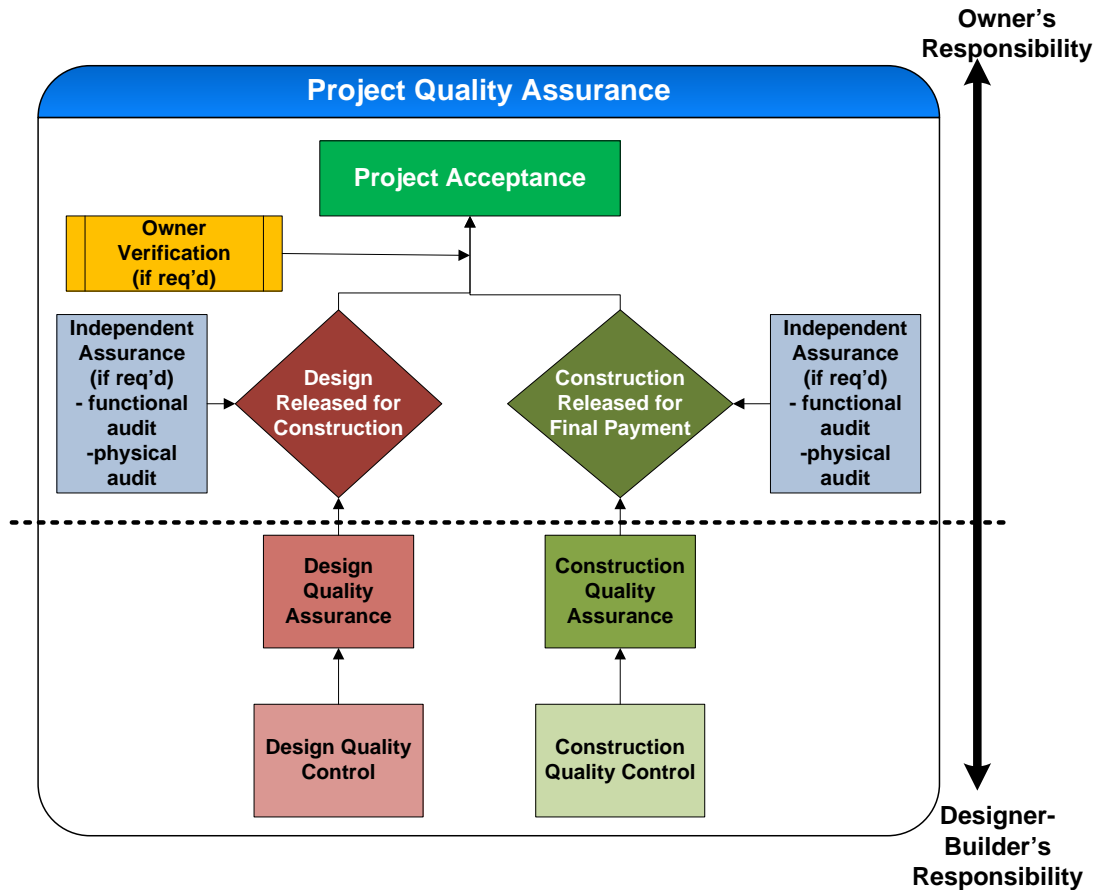 Owner's
Responsibility
Project Quality Assurance
Project Acceptance
Owner
Verification
(if req'd)
Independent
Assurance
(if req'd)
- functional
audit
-physical
audit
Design
Released for
Construction
Construction
Released for
Final Payment
Independent
Assurance
(if req'd)
- functional
audit
-physical
audit
Design
Quality
Assurance
Construction
Quality
Assurance
Design Quality
Control
Construction
Quality Control
Designer-
Builder's
Responsibility